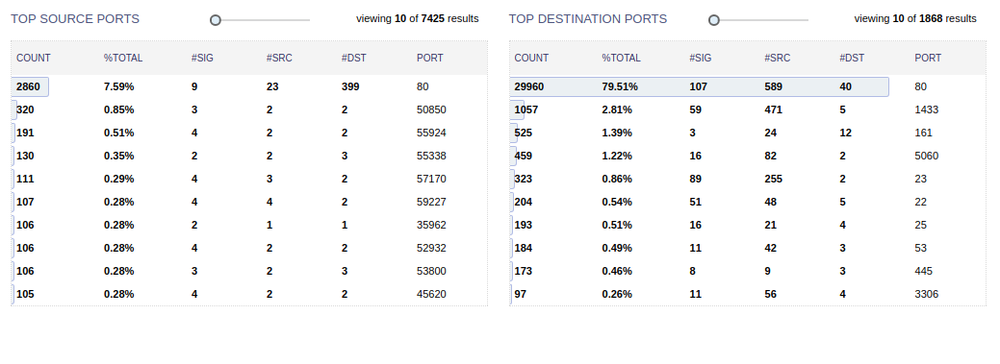 TOP SOURCE PORTS viewing 10 of 7425 results
COUNT %TOTAL #SIG #SRC #DST PORT
2860 7.59% 9 23 399 80
320 0.85% 3 2 2 50850
191 0.51% 4 2 2 55924
130 0.35% 2 2 3 55338
111 0.29% 4 3 2 57170
107 0.28% 4 4 2 59227
106 0.28% 2 1 1 35962
106 0.28% 4 2 2 52932
106 0.28% 3 2 3 53800
105 0.28% 4 2 2 45620
TOP DESTINATION PORTS viewing 10 of 1868 results
COUNT %TOTAL #SIG #SRC #DST PORT
29960 79.51% 107 589 40 80
1057 2.81% 59 471 5 1433
525 1.39% 3 24 12 161
459 1.22% 16 82 2 5060
323 0.86% 89 255 2 23
204 0.54% 51 48 5 22
193 0.51% 16 21 4 25
184 0.49% 11 42 3 53
173 0.46% 8 9 3 445
97 0.26% 11 56 4 3306